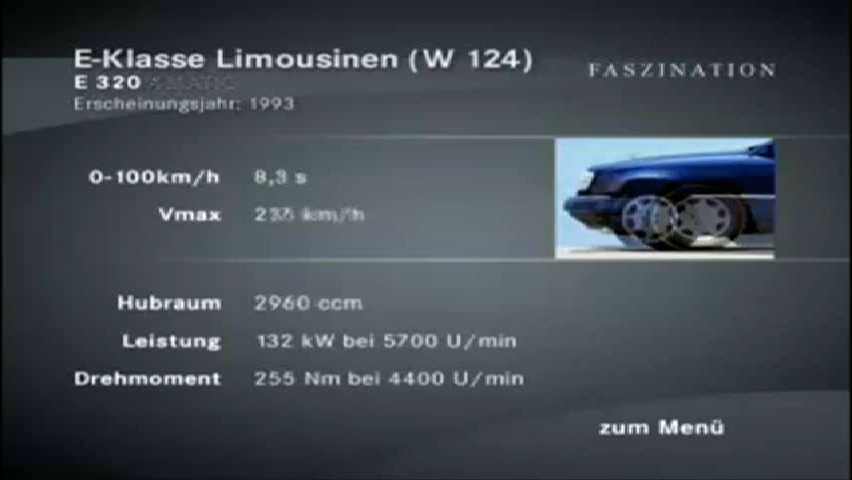 E-Klasse Limousinen (W 124)
FASZINATION
E 320
Erscheinungsjahr: 1993
0-100km/h 8,3 s
Vmax
Hubraum 2960 ccm
Leistung 132 kW bei 5700 U/min
Drehmoment 255 Nm bei 4400 U/min
zum Menü